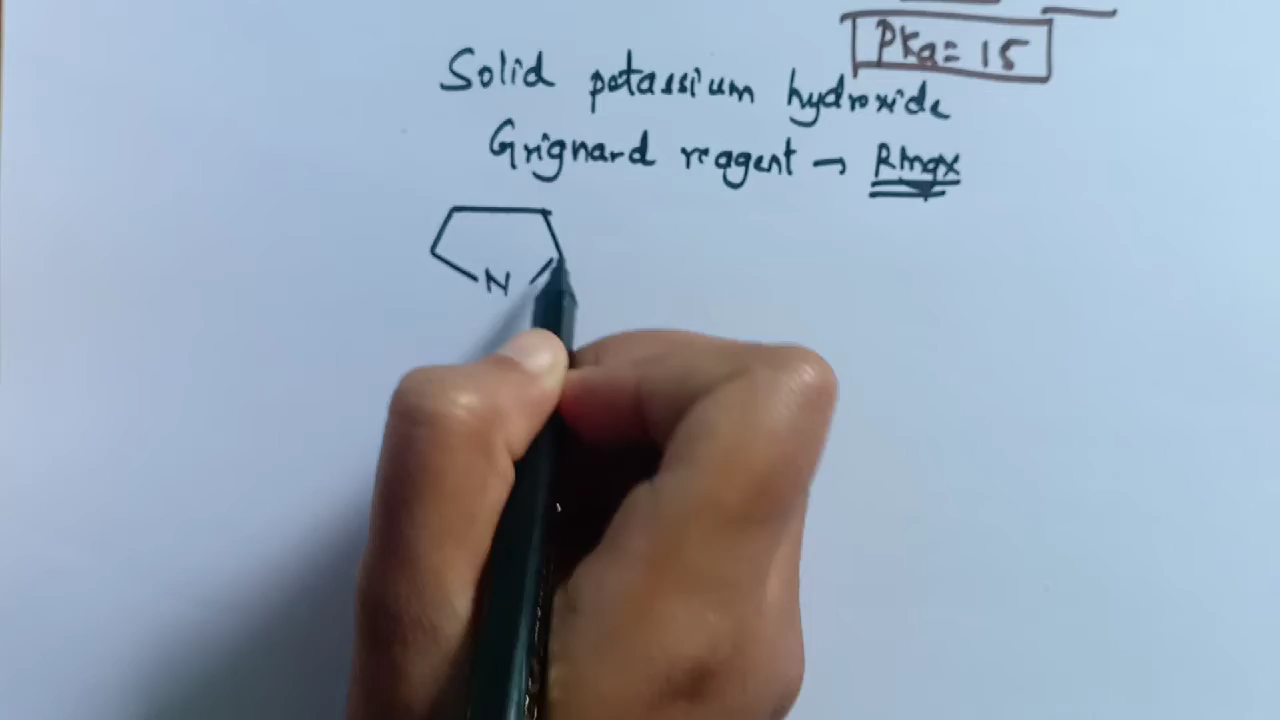 PKa = 15
Solid potassium hydroxide
Grignard reagent → RMgX
N